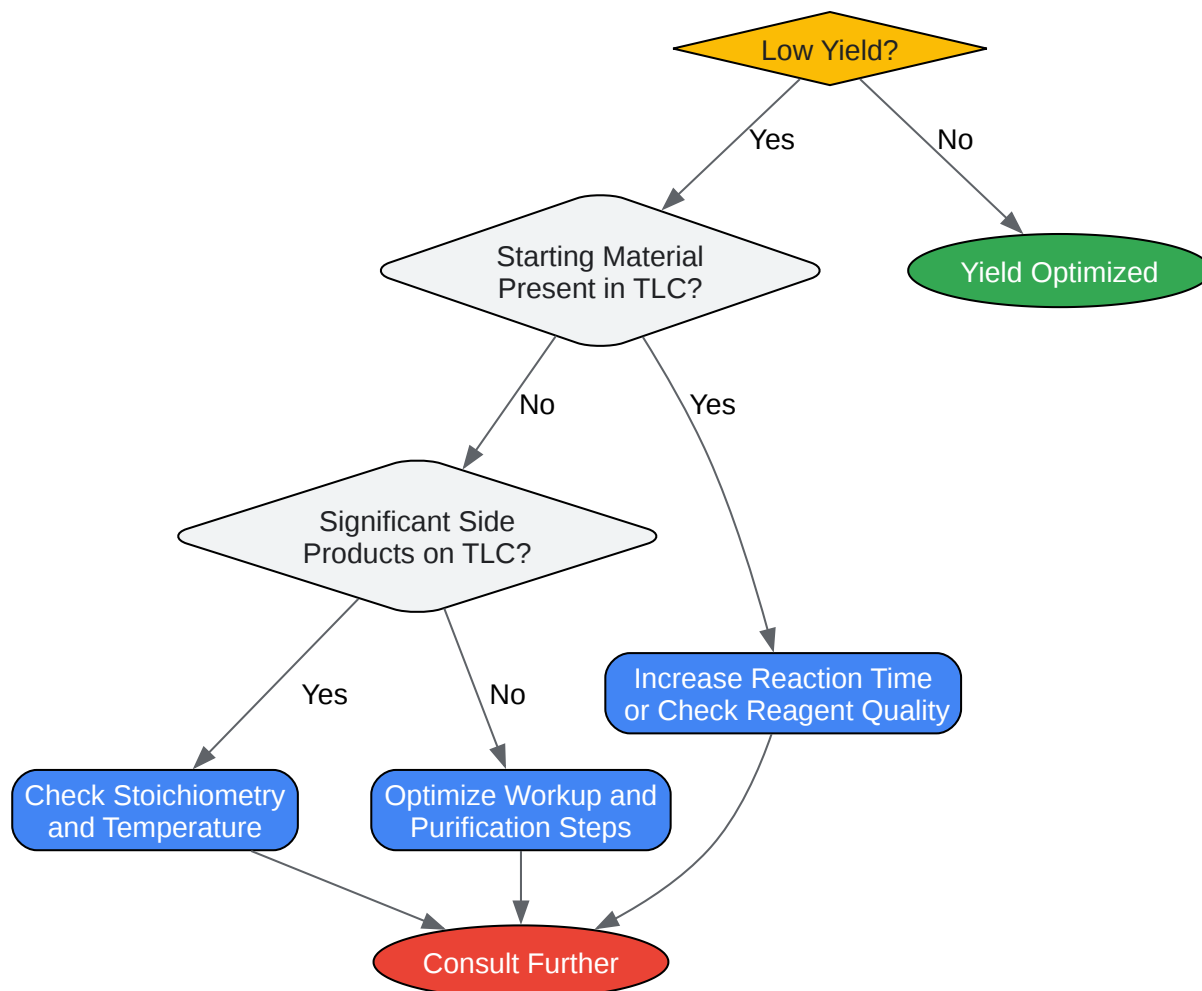 Low Yield?
Yes
No
Starting Material
Present in TLC?
Yield Optimized
No
Yes
Significant Side
Products on TLC?
Yes
No
Increase Reaction Time
or Check Reagent Quality
Check Stoichiometry
and Temperature
Optimize Workup and
Purification Steps
Consult Further